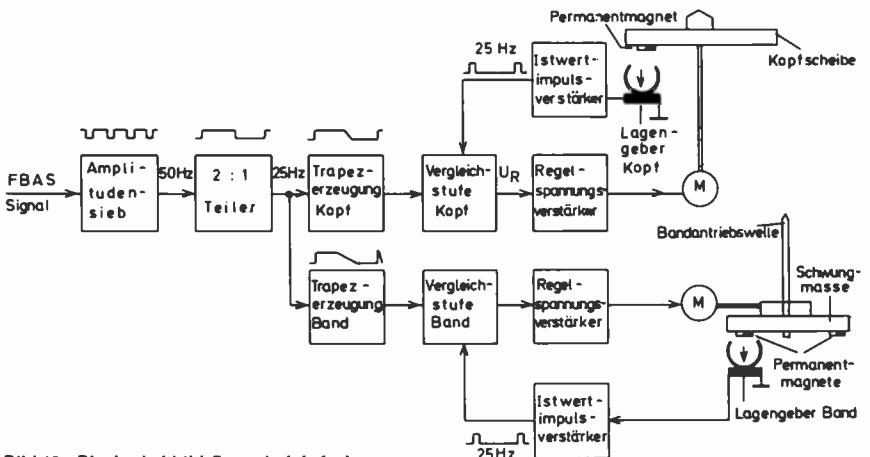 Permanentmagnet
Kopfscheibe
25 Hz
Istwert-
impuls-
verstärker
Lagen-
geber
Kopf
FBAS
Signal
Ampli-
tuden-
sieb
50Hz
2 : 1
Teiler
25Hz
Trapez-
erzeugung
Kopf
Vergleich-
stufe
Kopf
UR
Regel-
spannungs-
verstärker
M
Bandantriebswelle
Trapez-
erzeugung
Band
Vergleich-
stufe
Band
Regel-
spannungs-
verstärker
M
Schwung-
masse
Permanent-
magnete
Lagengeber Band
Istwert-
impuls-
verstärker
25Hz